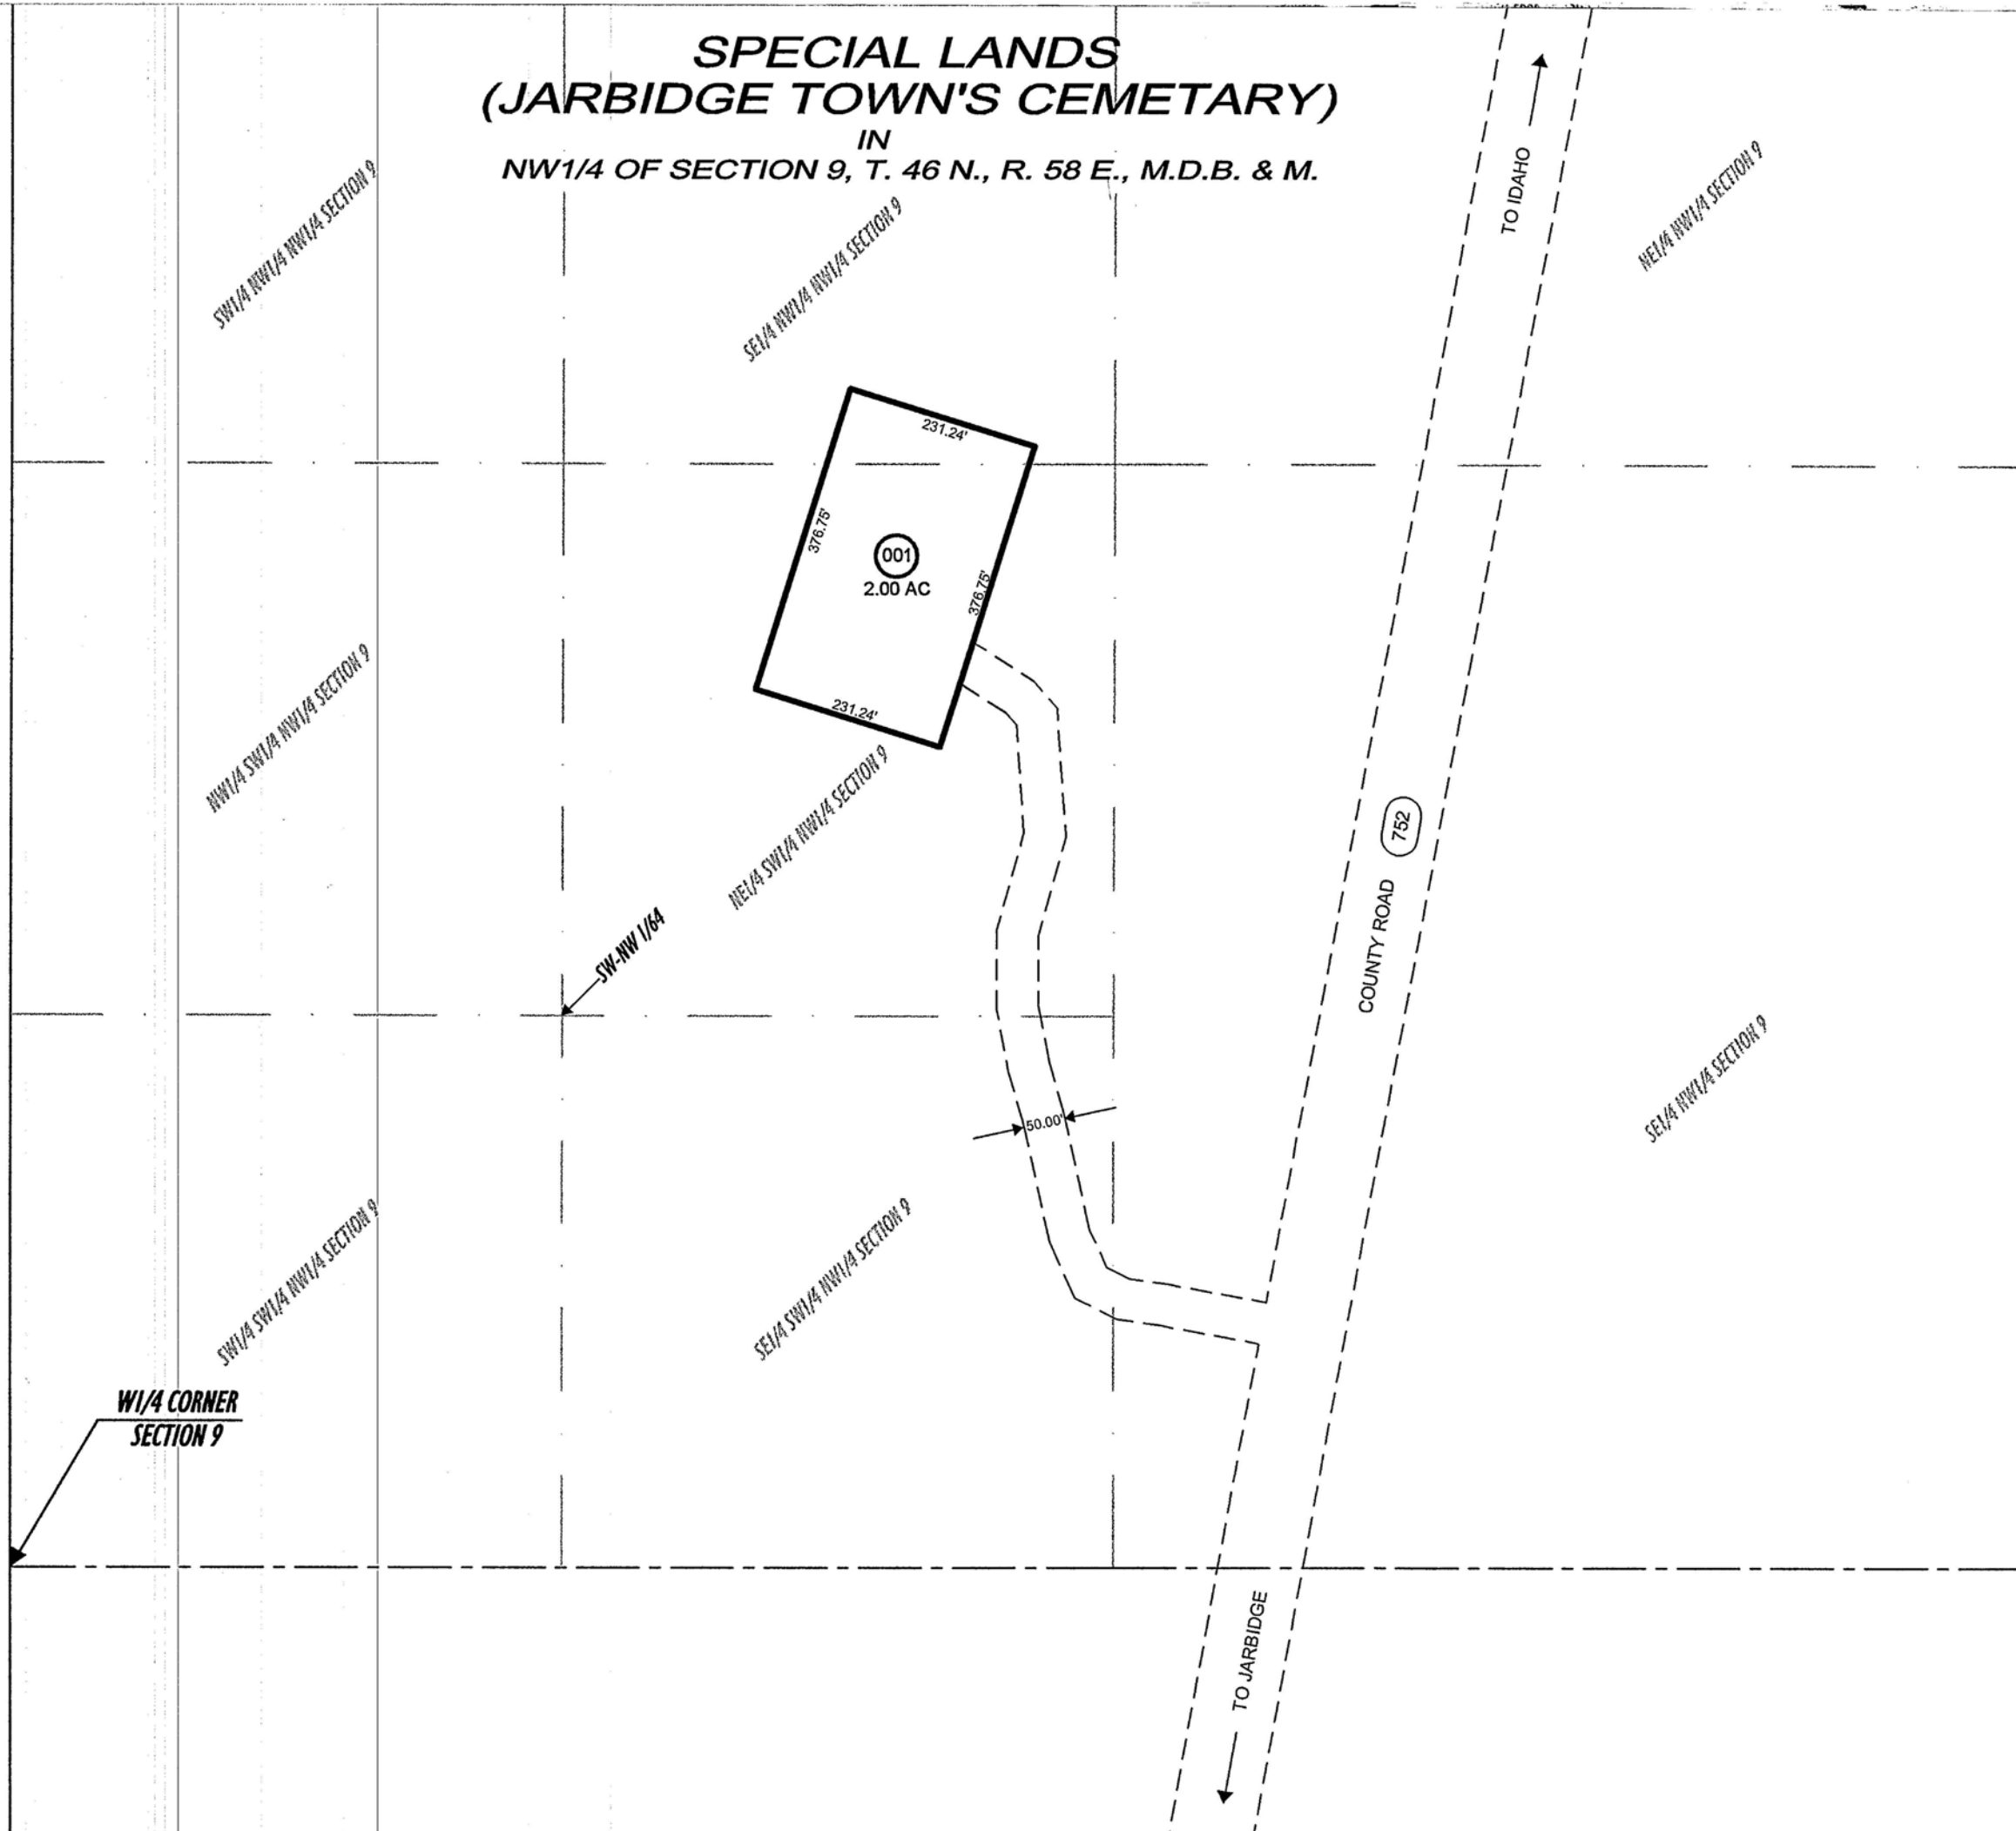 SPECIAL LANDS
(JARBIDGE TOWN'S CEMETARY)
IN
NW1/4 OF SECTION 9, T. 46 N., R. 58 E., M.D.B. & M.
SW1/4 NW1/4 NW1/4 SECTION 9
SE1/4 NW1/4 NW1/4 SECTION 9
TO IDAHO
NE1/4 NW1/4 SECTION 9
231.24'
376.75'
001
2.00 AC
376.75'
231.24'
NW1/4 SW1/4 NW1/4 SECTION 9
NE1/4 SW1/4 NW1/4 SECTION 9
752
COUNTY ROAD
SW-NW 1/64
SE1/4 NW1/4 SECTION 9
50.00'
SW1/4 SW1/4 NW1/4 SECTION 9
SE1/4 SW1/4 NW1/4 SECTION 9
W1/4 CORNER
SECTION 9
TO JARBIDGE